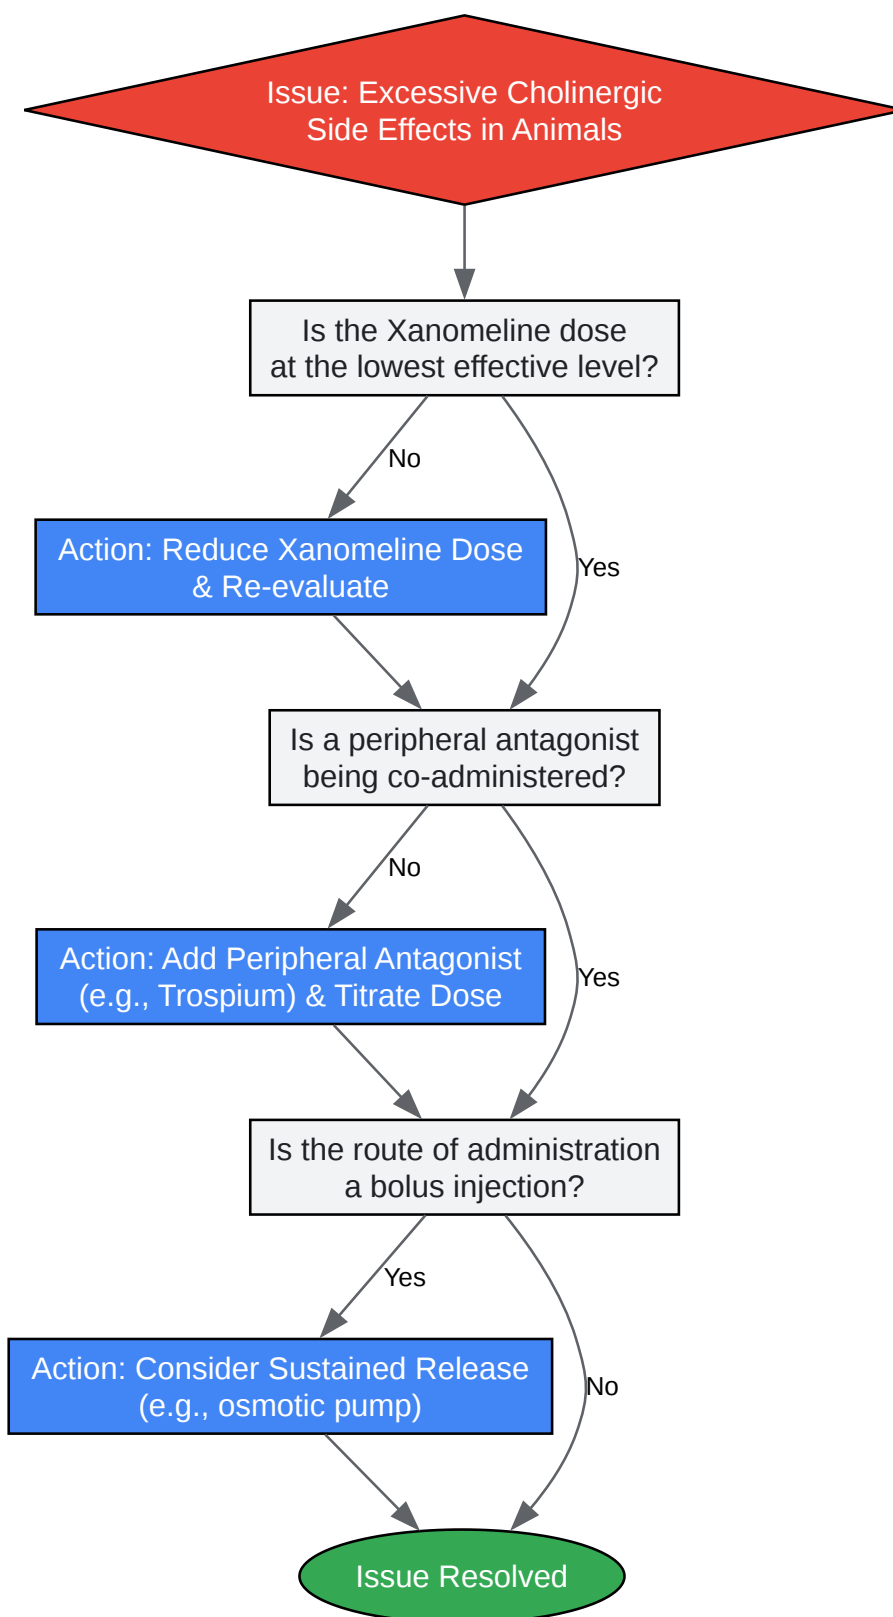 Issue: Excessive Cholinergic
Side Effects in Animals
Is the Xanomeline dose
at the lowest effective level?
No
Action: Reduce Xanomeline Dose
& Re-evaluate
Yes
Is a peripheral antagonist
being co-administered?
No
Action: Add Peripheral Antagonist
(e.g., Trospium) & Titrate Dose
Yes
Is the route of administration
a bolus injection?
Yes
Action: Consider Sustained Release
(e.g., osmotic pump)
No
Issue Resolved